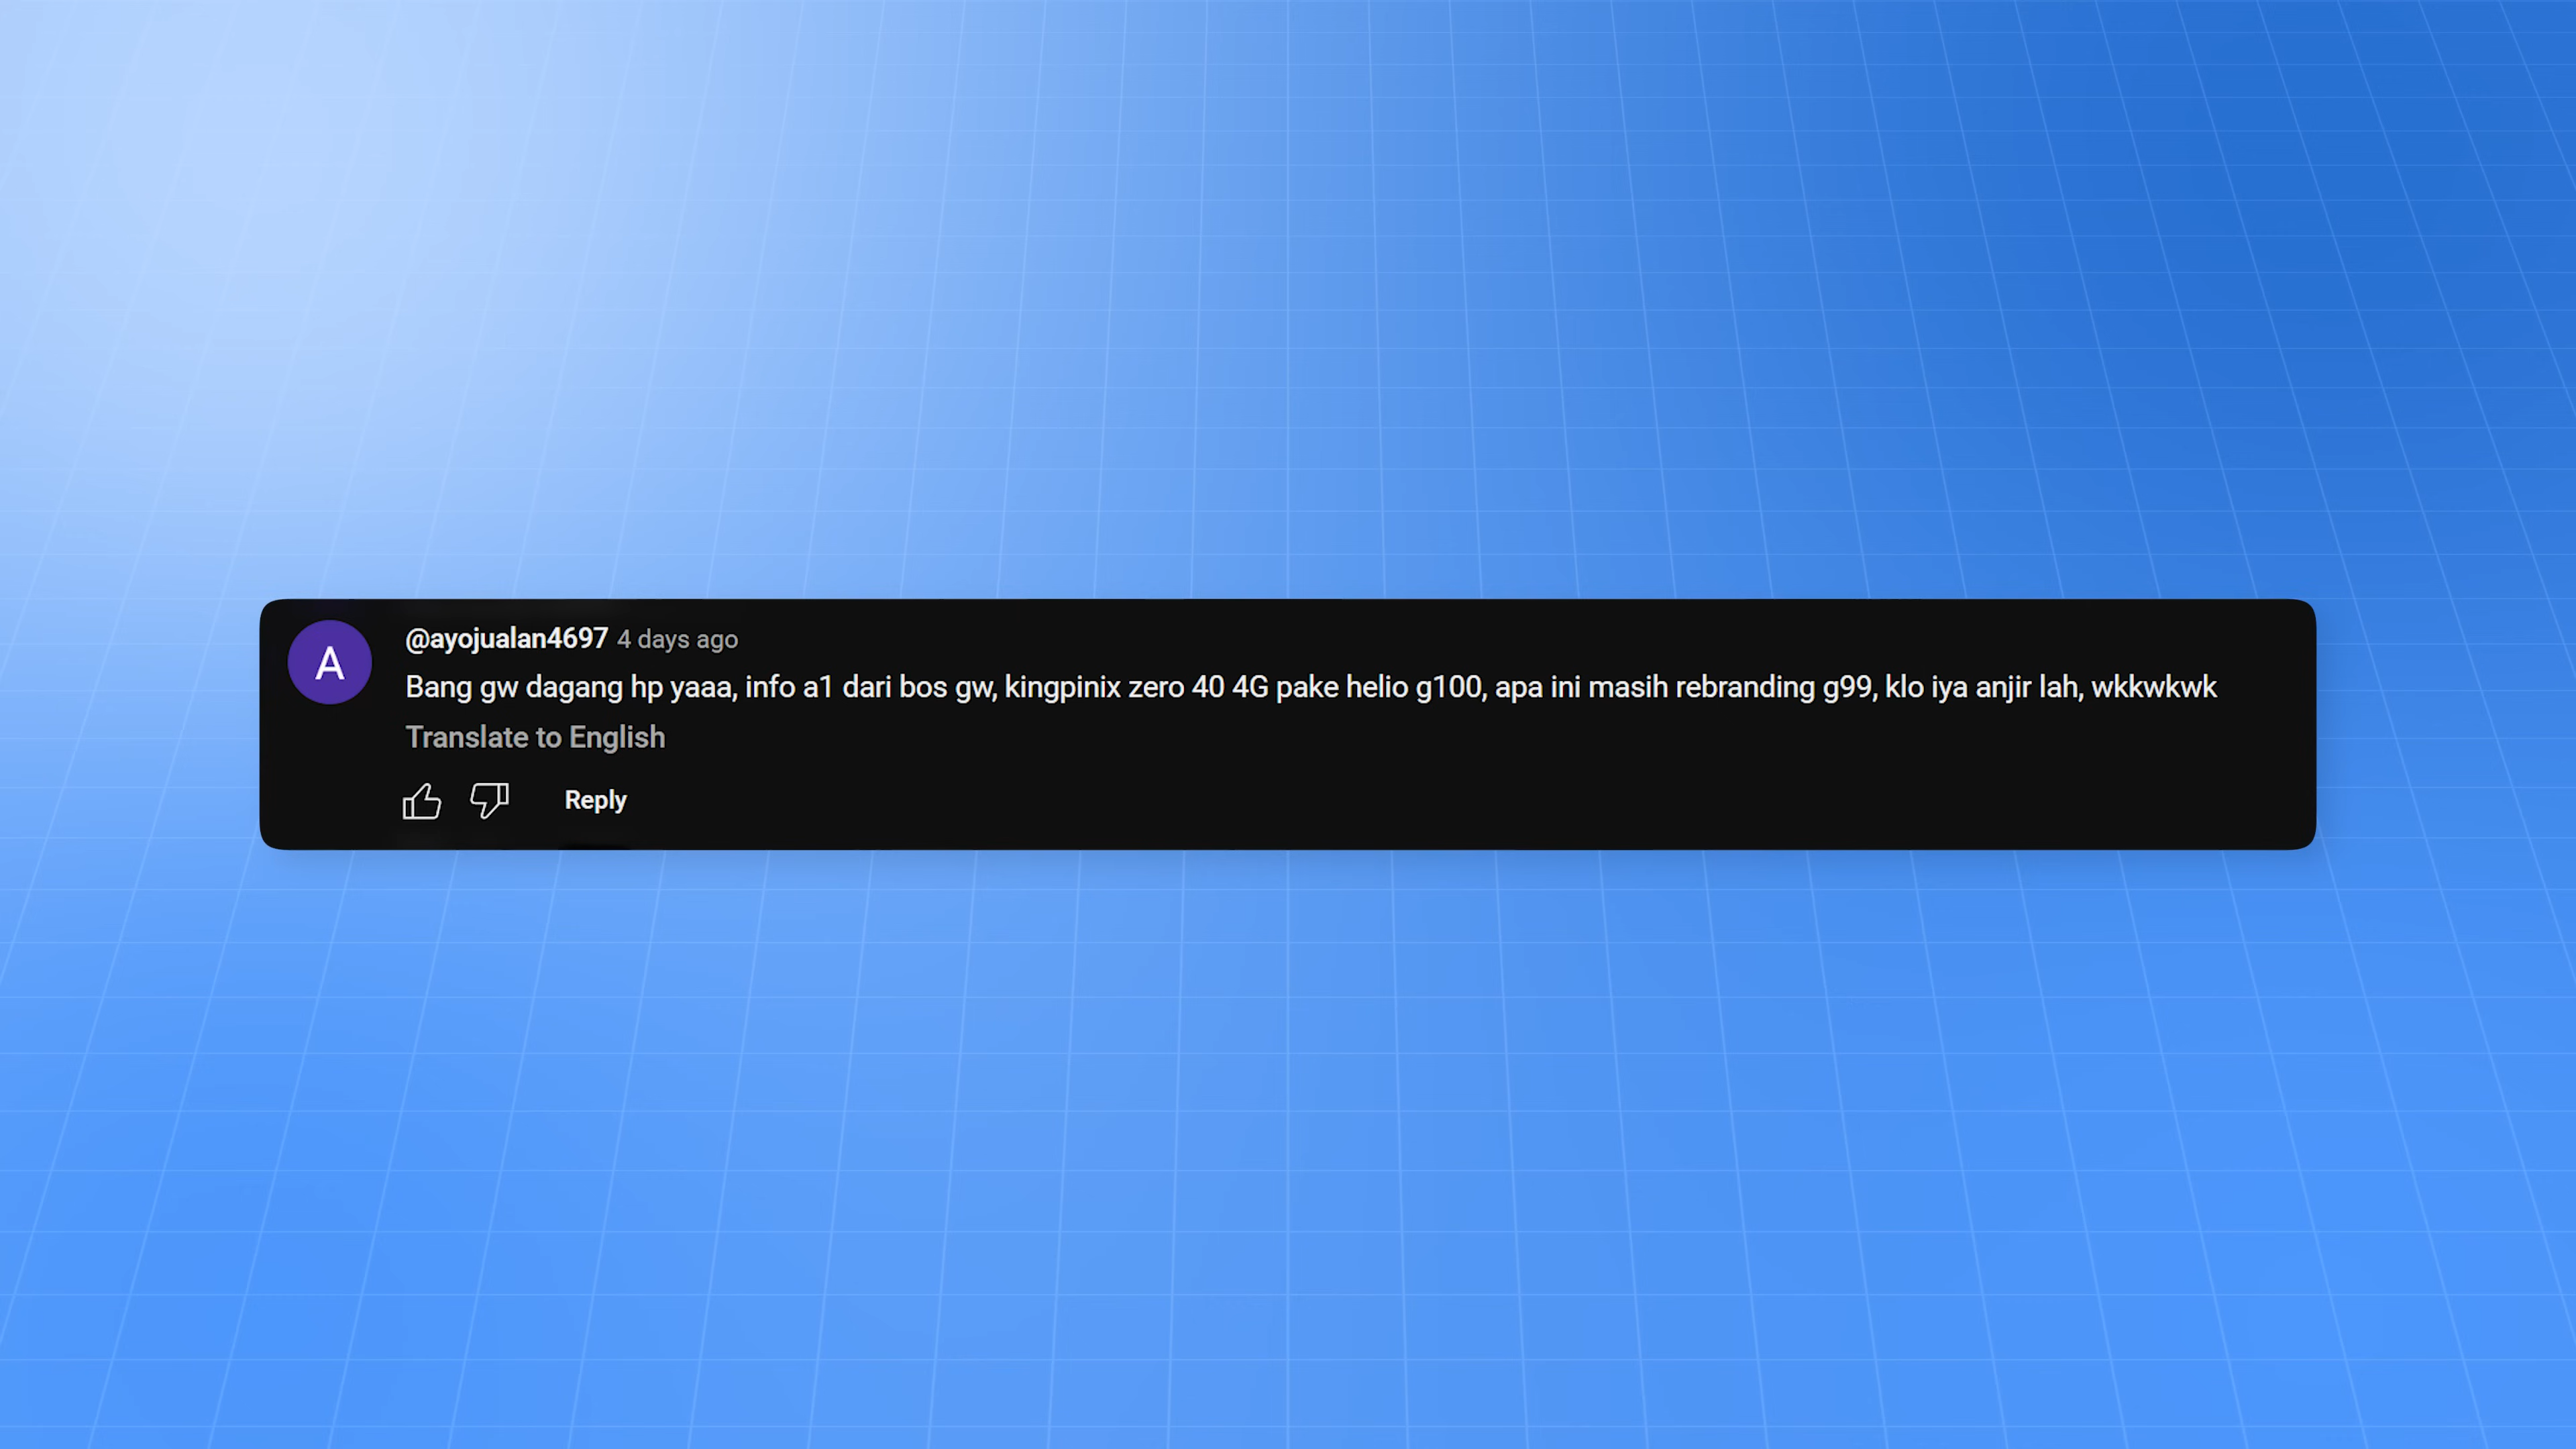 A
@ayojualan4697 4 days ago
Bang gw dagang hp yaaa, info a1 dari bos gw, kingpinix zero 40 4G pake helio g100, apa ini masih rebranding g99, klo iya anjir lah, wkkwkwk
Translate to English
Reply